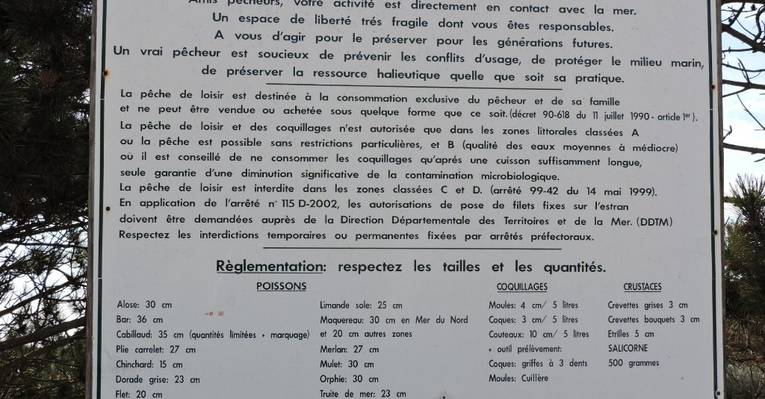 Amis pêcheurs, votre activité est directement en contact avec la mer.
Un espace de liberté trés fragile dont vous êtes responsables.
A vous d'agir pour le préserver pour les générations futures.
Un vrai pêcheur est soucieux de prévenir les conflits d'usage, de protéger le milieu marin,
de préserver la ressource halieutique quelle que soit sa pratique.
La pêche de loisir est destinée à la consommation exclusive du pêcheur et de sa famille
et ne peut être vendue ou achetée sous quelque forme que ce soit. (décret 90-618 du 11 juillet 1990 - article 1er).
La pêche de loisir et des coquillages n'est autorisée que dans les zones littorales classées A
ou la pêche est possible sans restrictions particulières, et B (qualité des eaux moyennes à médiocre)
où il est conseillé de ne consommer les coquillages qu'aprés une cuisson suffisamment longue,
seule garantie d'une diminution significative de la contamination microbiologique.
La pêche de loisir est interdite dans les zones classées C et D. (arrêté 99-42 du 14 mai 1999).
En application de l'arrêté n° 115 D-2002, les autorisations de pose de filets fixes sur l'estran
doivent être demandées auprès de la Direction Départementale des Territoires et de la Mer. (DDTM)
Respectez les interdictions temporaires ou permanentes fixées par arrêtés préfectoraux.
Règlementation: respectez les tailles et les quantités.
POISSONS
Alose: 30 cm
Bar: 36 cm
Cabillaud: 35 cm (quantités limitées + marquage)
Plie carrelet: 27 cm
Chinchard: 15 cm
Dorade grise: 23 cm
Flet: 20 cm
Limande sole: 25 cm
Maquereau: 30 cm en Mer du Nord
et 20 cm autres zones
Merlan: 27 cm
Mulet: 30 cm
Orphie: 30 cm
Truite de mer: 23 cm
COQUILLAGES
Moules: 4 cm/ 5 litres
Coques: 3 cm/ 5 litres
Couteaux: 10 cm/ 5 litres
+ outil prélèvement:
Coques: griffes à 3 dents
Moules: Cuillère
CRUSTACES
Crevettes grises 3 cm
Crevettes bouquets 3 cm
Etrilles 5 cm
SALICORNE
500 grammes